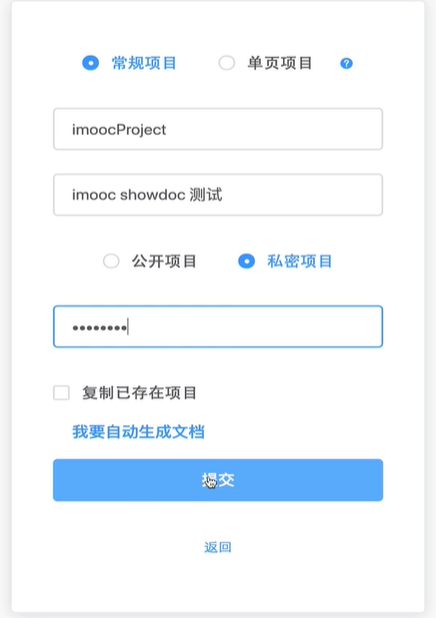 常规项目 单页项目 ?
imoocProject
imooc showdoc 测试
公开项目 私密项目
••••••••
复制已存在项目
我要自动生成文档
提交
返回